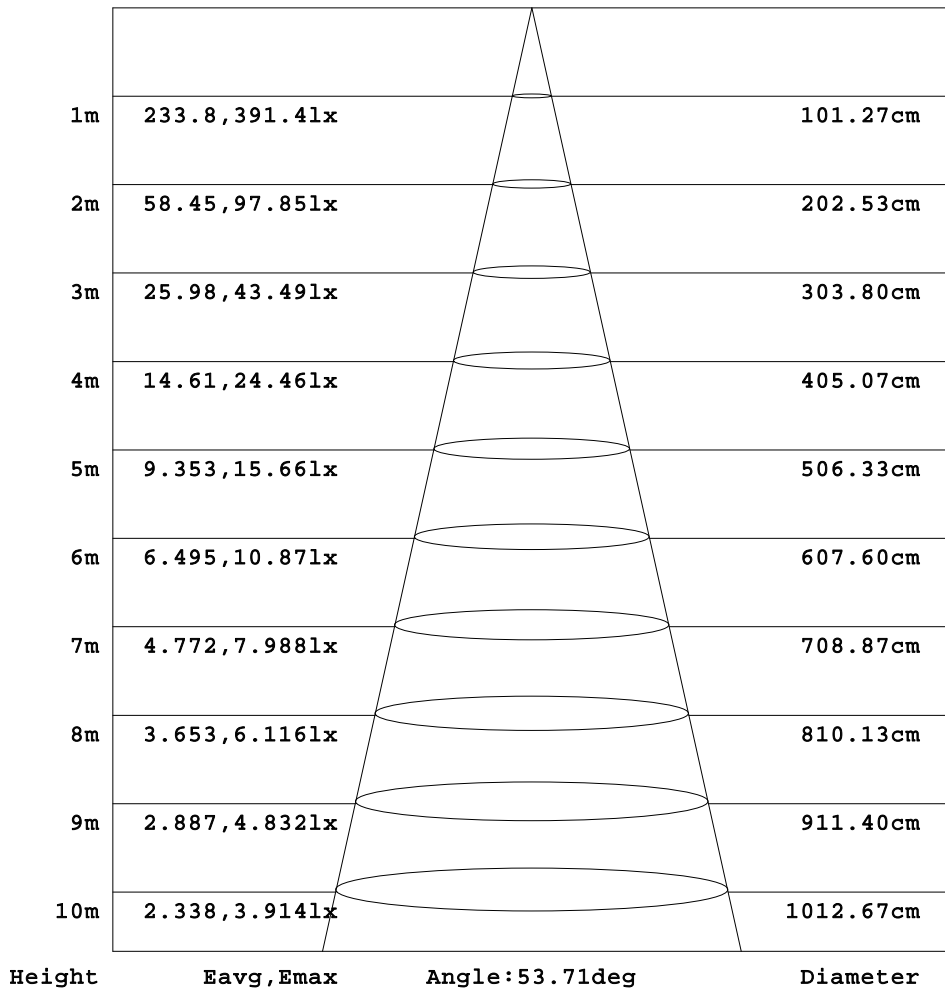 1m 233.8,391.4lx 101.27cm
2m 58.45,97.85lx 202.53cm
3m 25.98,43.49lx 303.80cm
4m 14.61,24.46lx 405.07cm
5m 9.353,15.66lx 506.33cm
6m 6.495,10.87lx 607.60cm
7m 4.772,7.988lx 708.87cm
8m 3.653,6.116lx 810.13cm
9m 2.887,4.832lx 911.40cm
10m 2.338,3.914lx 1012.67cm
Height Eavg,Emax Angle:53.71deg Diameter